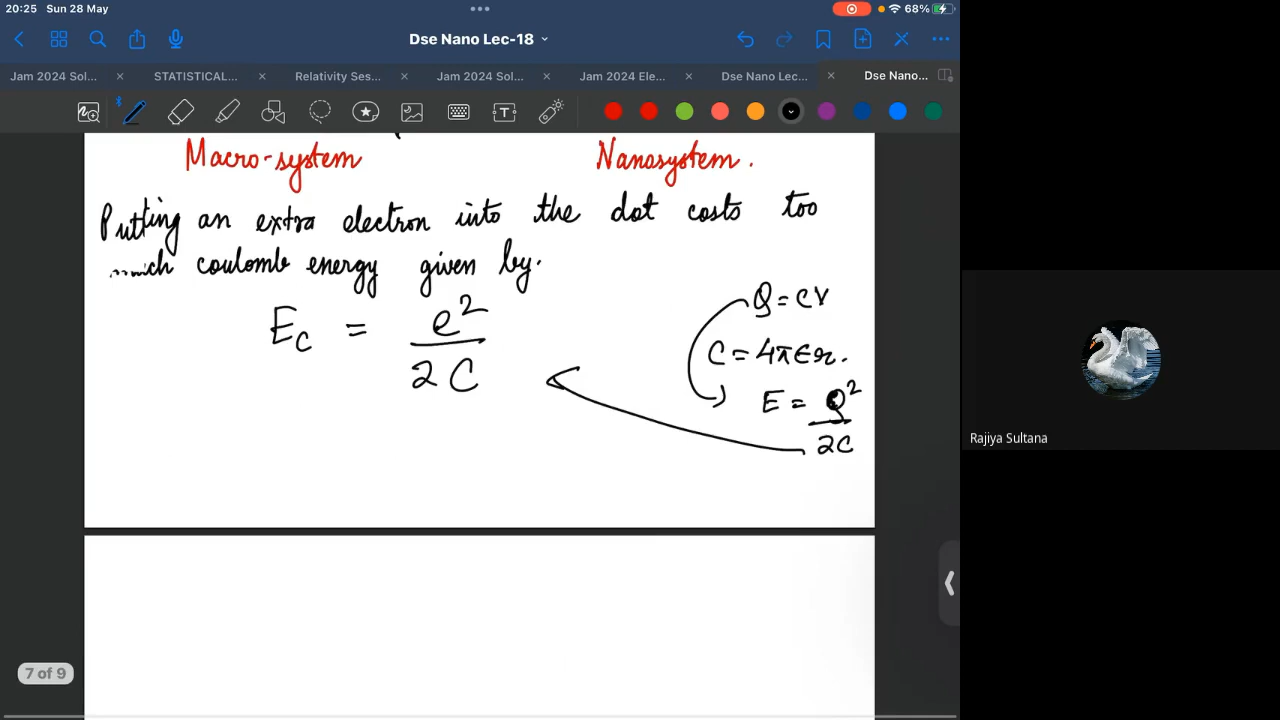 20:25 Sun 28 May
68%
Dse Nano Lec-18
Jam 2024 Sol...
STATISTICAL...
Relativity Ses...
Jam 2024 Sol...
Jam 2024 Ele...
Dse Nano Lec...
Dse Nano...
Macro-system
Nanosystem.
Putting an extra electron into the dot costs too
much coulomb energy given by.
E_C = e²/2C
Q = CV
C = 4πϵr.
E = Q²/2C
7 of 9
Rajiya Sultana